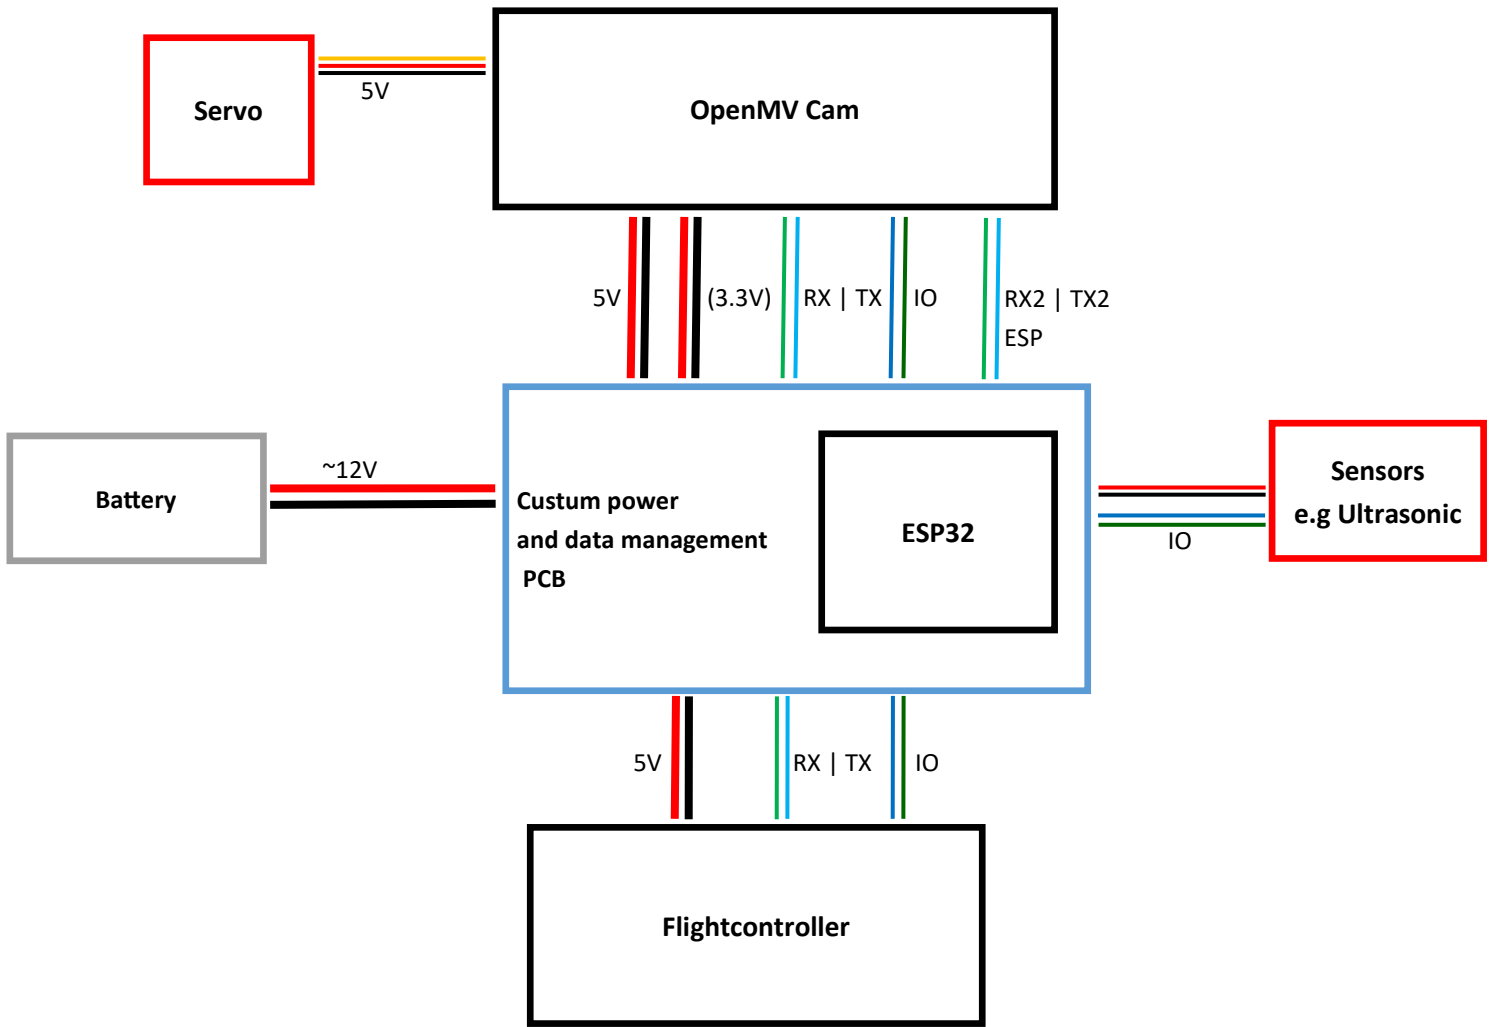 Servo
5V
OpenMV Cam
5V
(3.3V)
RX | TX
IO
RX2 | TX2
ESP
Battery
~12V
Custum power
and data management
PCB
ESP32
IO
Sensors
e.g Ultrasonic
5V
RX | TX
IO
Flightcontroller